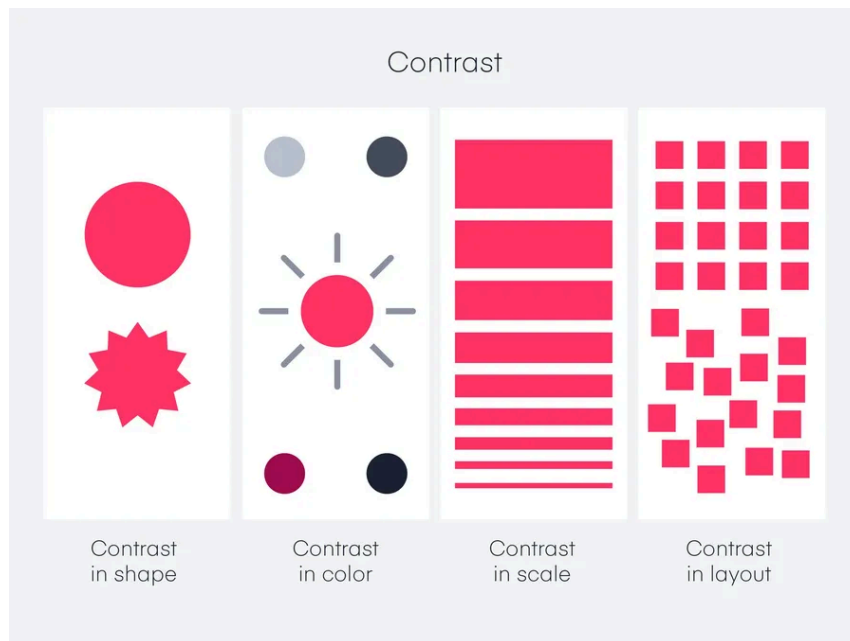 Contrast
Contrast
in shape
Contrast
in color
Contrast
in scale
Contrast
in layout